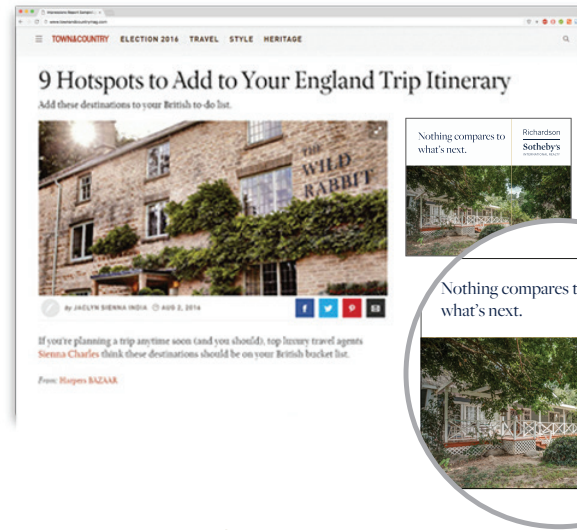 www.townandcountrymag.com
TOWN&COUNTRY ELECTION 2016 TRAVEL STYLE HERITAGE
9 Hotspots to Add to Your England Trip Itinerary
Add these destinations to your British to-do list.
THE
WILD
RABBIT
By JACLYN SIENNA INDIA AUG 2, 2016
If you're planning a trip anytime soon (and you should), top luxury travel agents
Sienna Charles think these destinations should be on your British bucket list.
From: Harpers BAZAAR
Nothing compares to
what's next.
Richardson
Sotheby's
INTERNATIONAL REALTY
Nothing compares t
what's next.